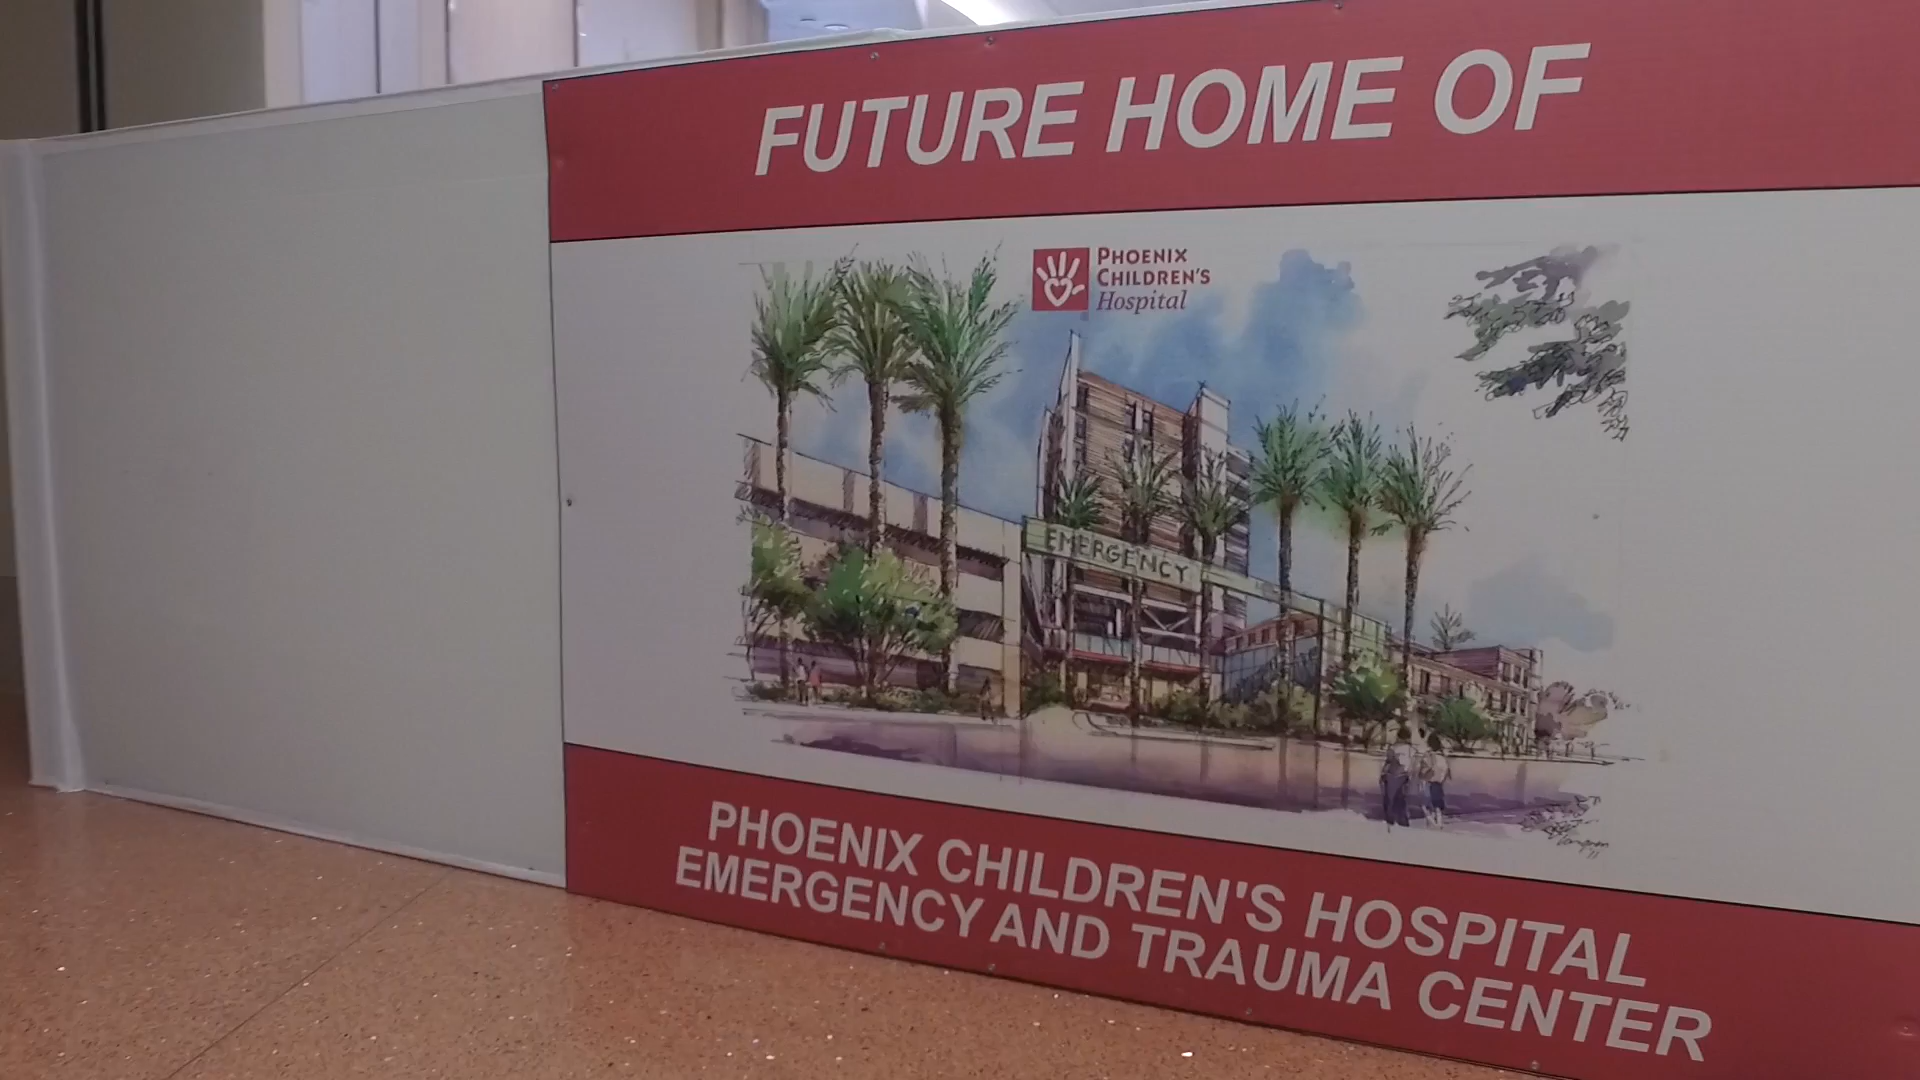 FUTURE HOME OF
PHOENIX
CHILDREN'S
Hospital
EMERGENCY
PHOENIX CHILDREN'S HOSPITAL
EMERGENCY AND TRAUMA CENTER